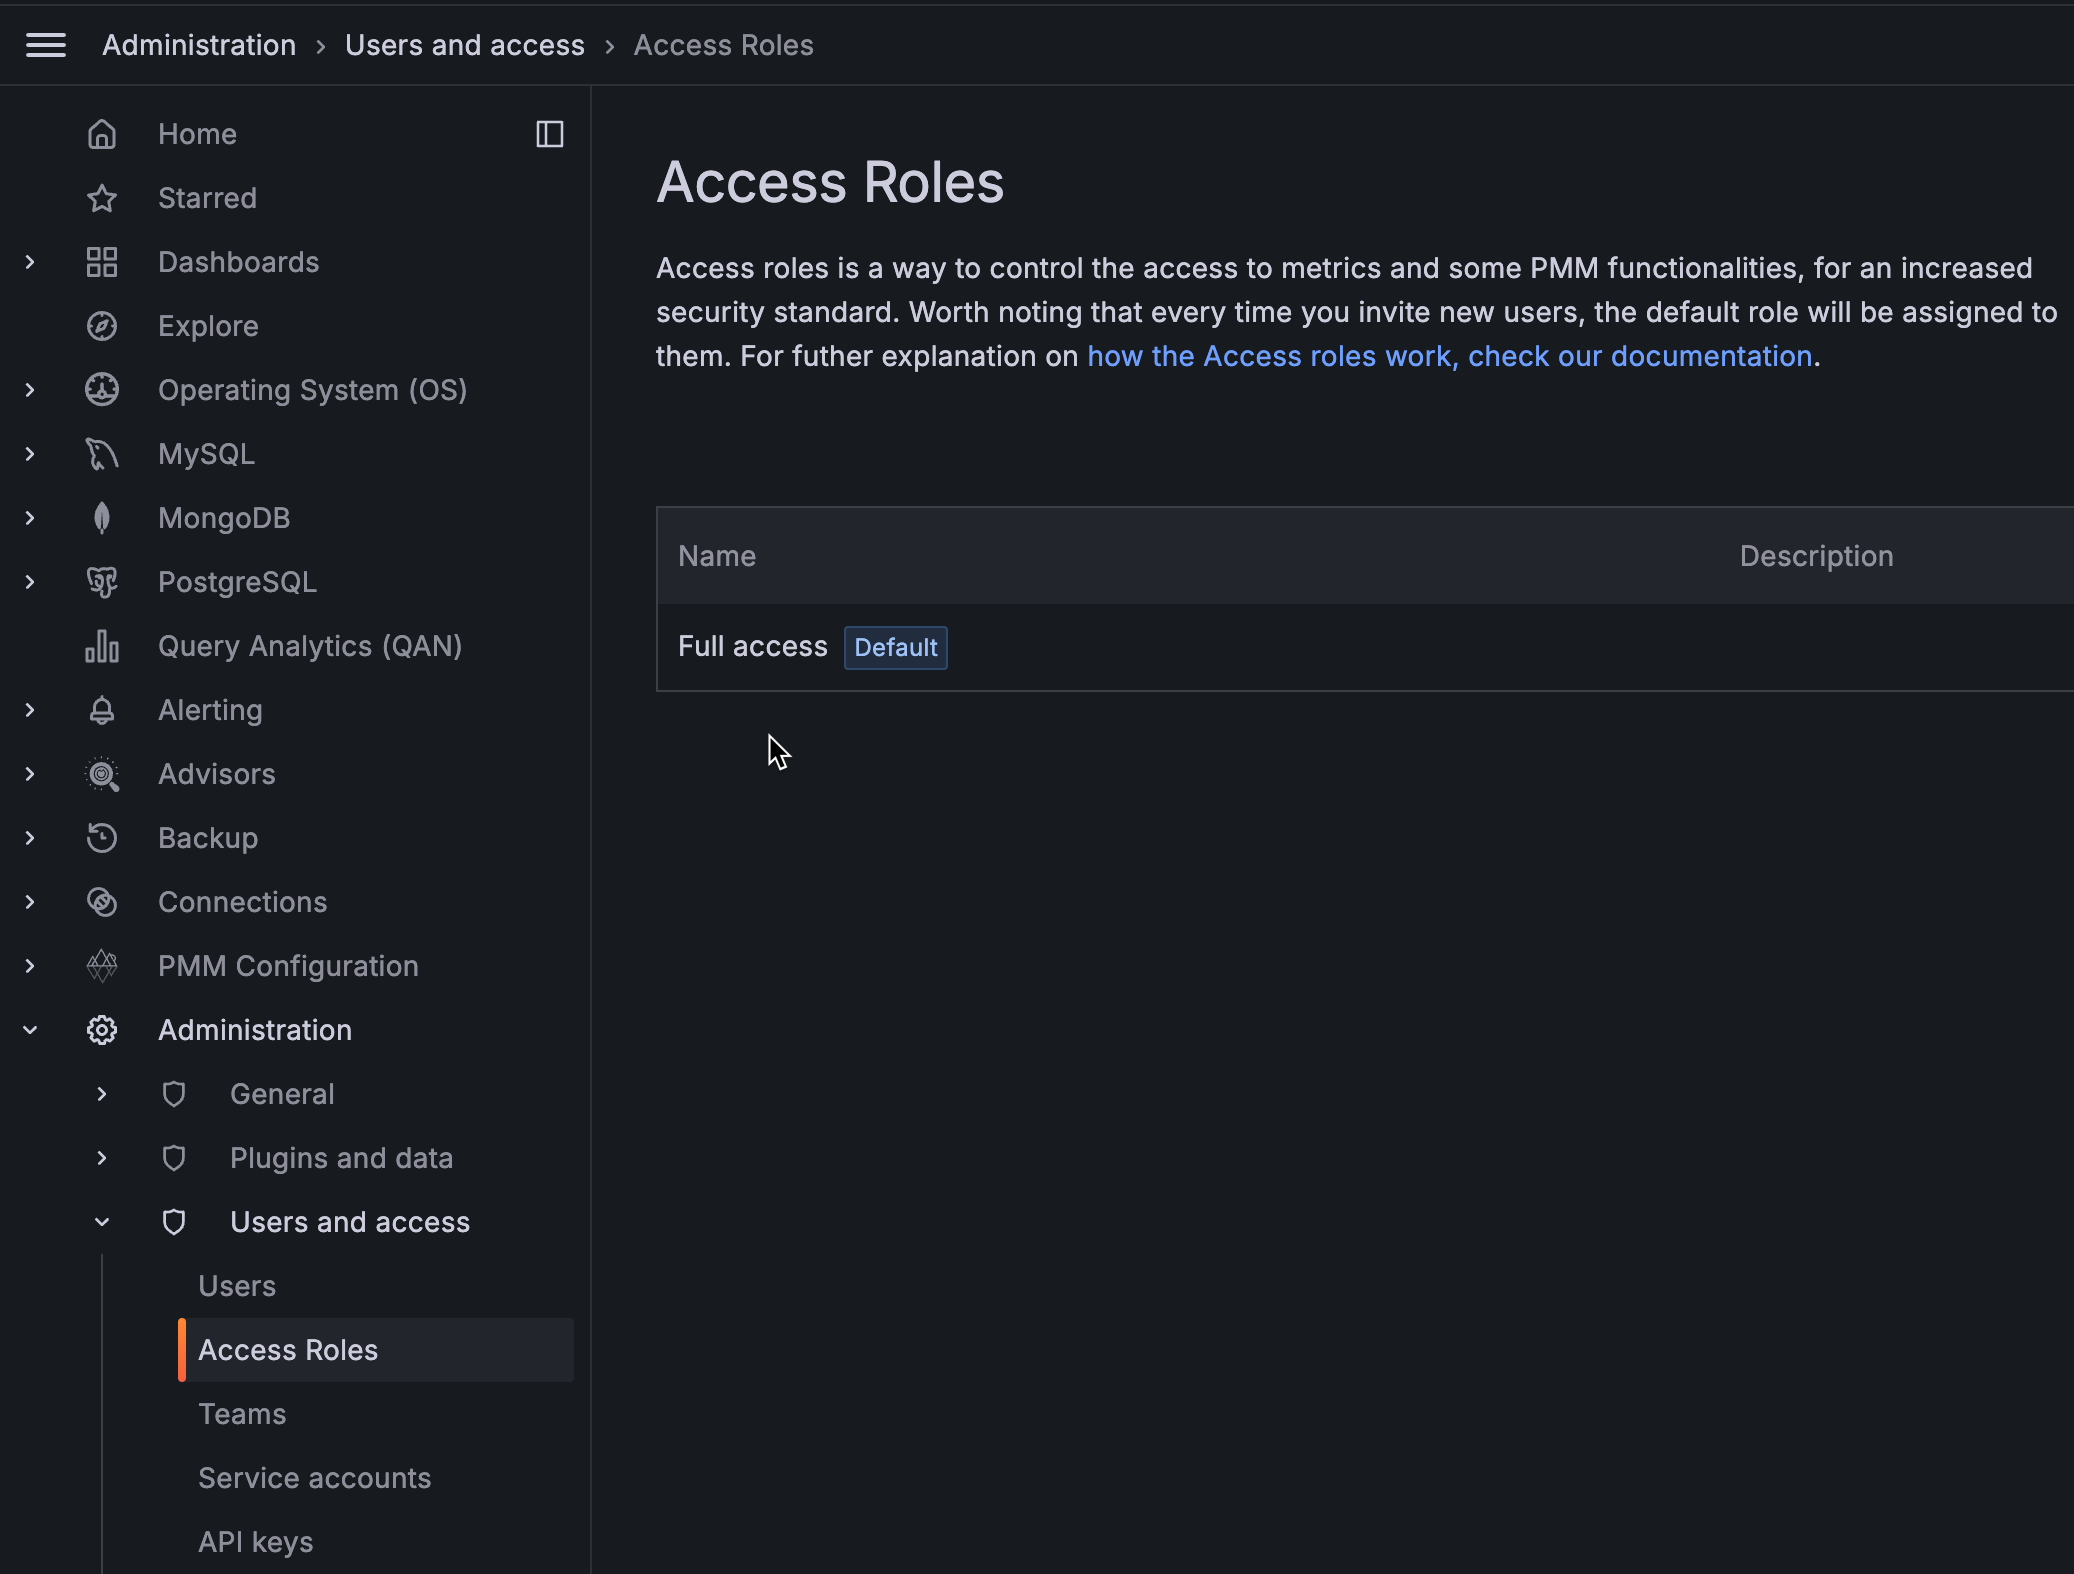 Administration › Users and access › Access Roles
Home
Starred
Dashboards
Explore
Operating System (OS)
MySQL
MongoDB
PostgreSQL
Query Analytics (QAN)
Alerting
Advisors
Backup
Connections
PMM Configuration
Administration
General
Plugins and data
Users and access
Users
Access Roles
Teams
Service accounts
API keys
Access Roles
Access roles is a way to control the access to metrics and some PMM functionalities, for an increased
security standard. Worth noting that every time you invite new users, the default role will be assigned to
them. For futher explanation on how the Access roles work, check our documentation.
Name Description
Full access Default